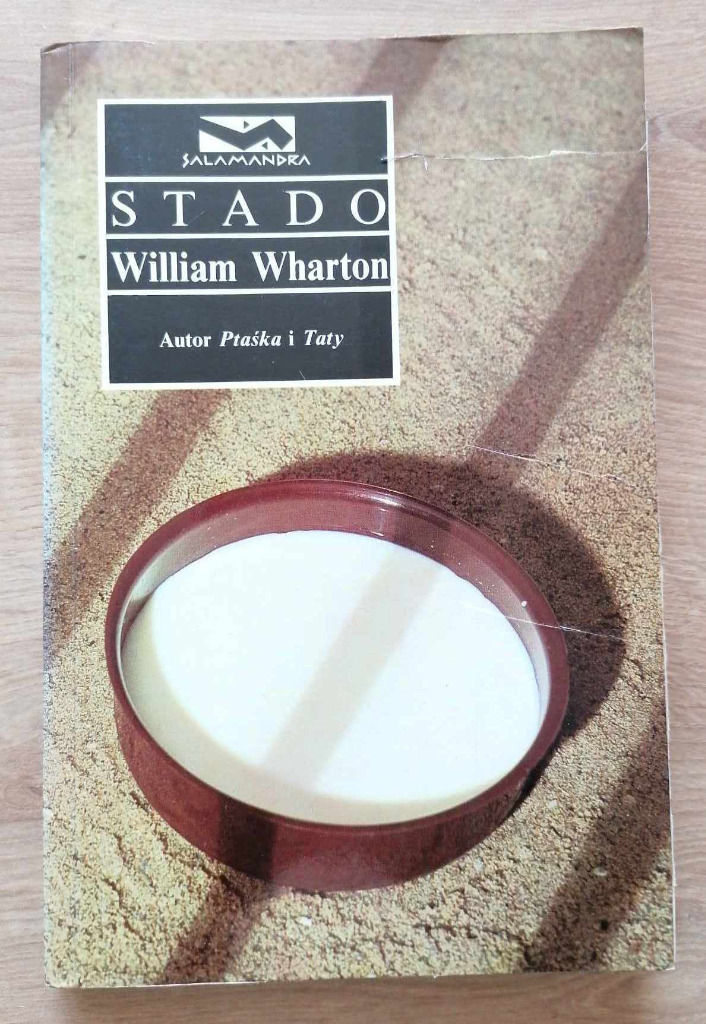 SALAMANDRA
STADO
William Wharton
Autor Ptaśka i Taty